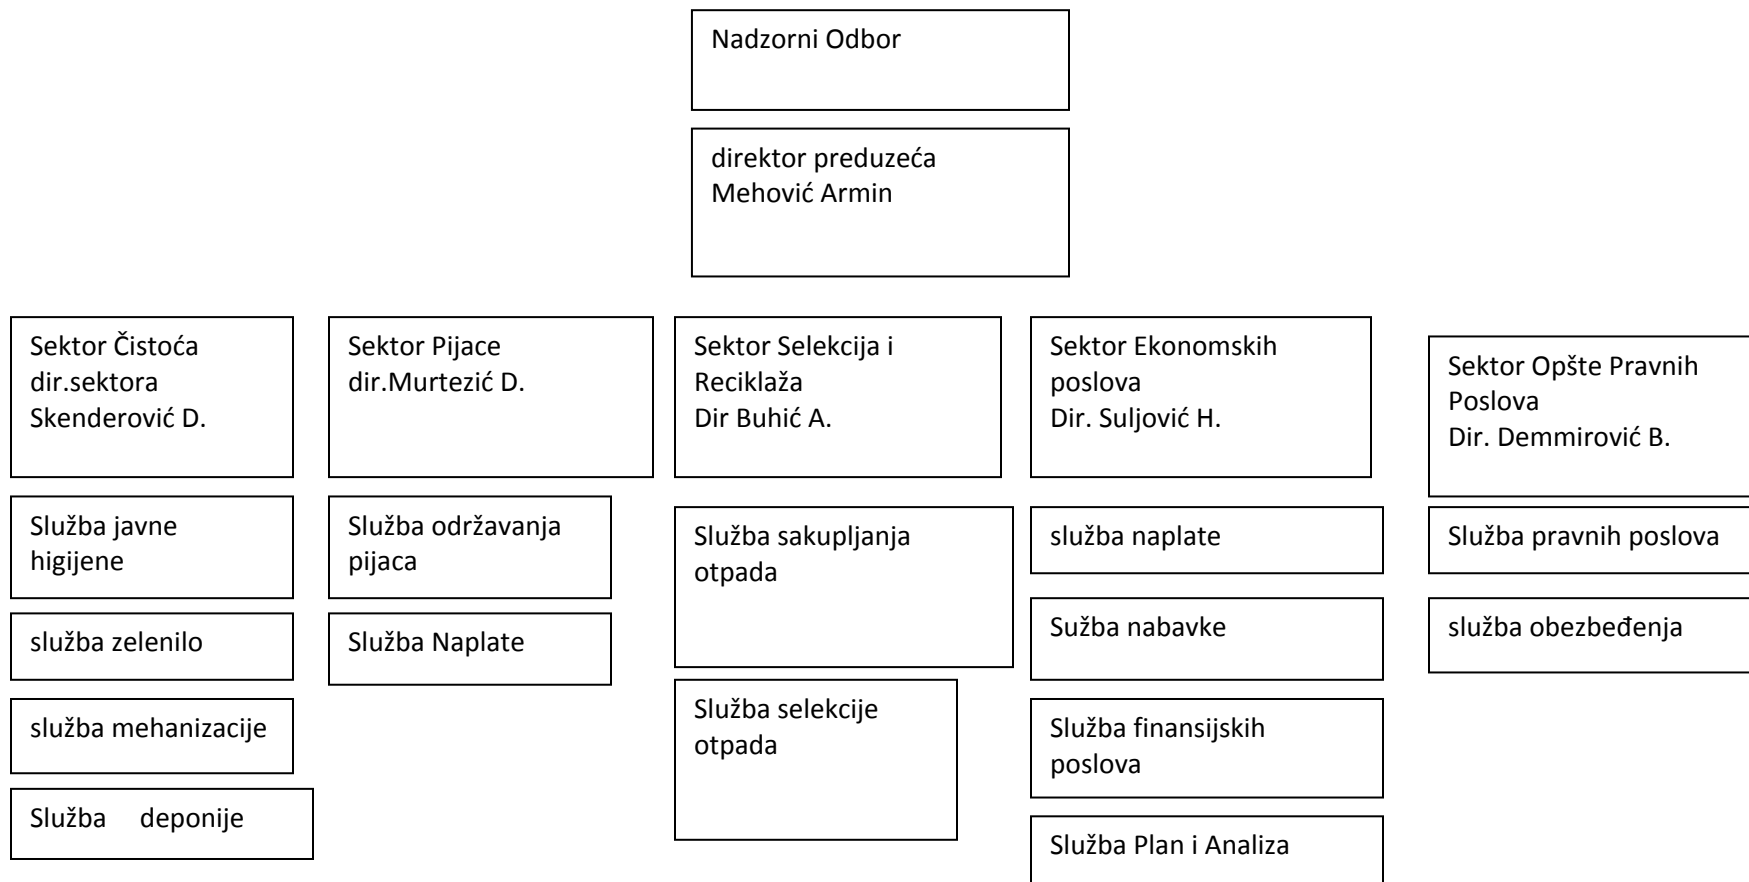 Nadzorni Odbor
direktor preduzeća
Mehović Armin
Sektor Čistoća
dir.sektora
Skenderović D.
Sektor Pijace
dir.Murtezić D.
Sektor Selekcija i
Reciklaža
Dir Buhić A.
Sektor Ekonomskih
poslova
Dir. Suljović H.
Sektor Opšte Pravnih
Poslova
Dir. Demmirović B.
Služba javne
higijene
služba zelenilo
služba mehanizacije
Služba deponije
Služba održavanja
pijaca
Služba Naplate
Služba sakupljanja
otpada
Služba selekcije
otpada
služba naplate
Sužba nabavke
Služba finansijskih
poslova
Služba Plan i Analiza
Služba pravnih poslova
služba obezbeđenja